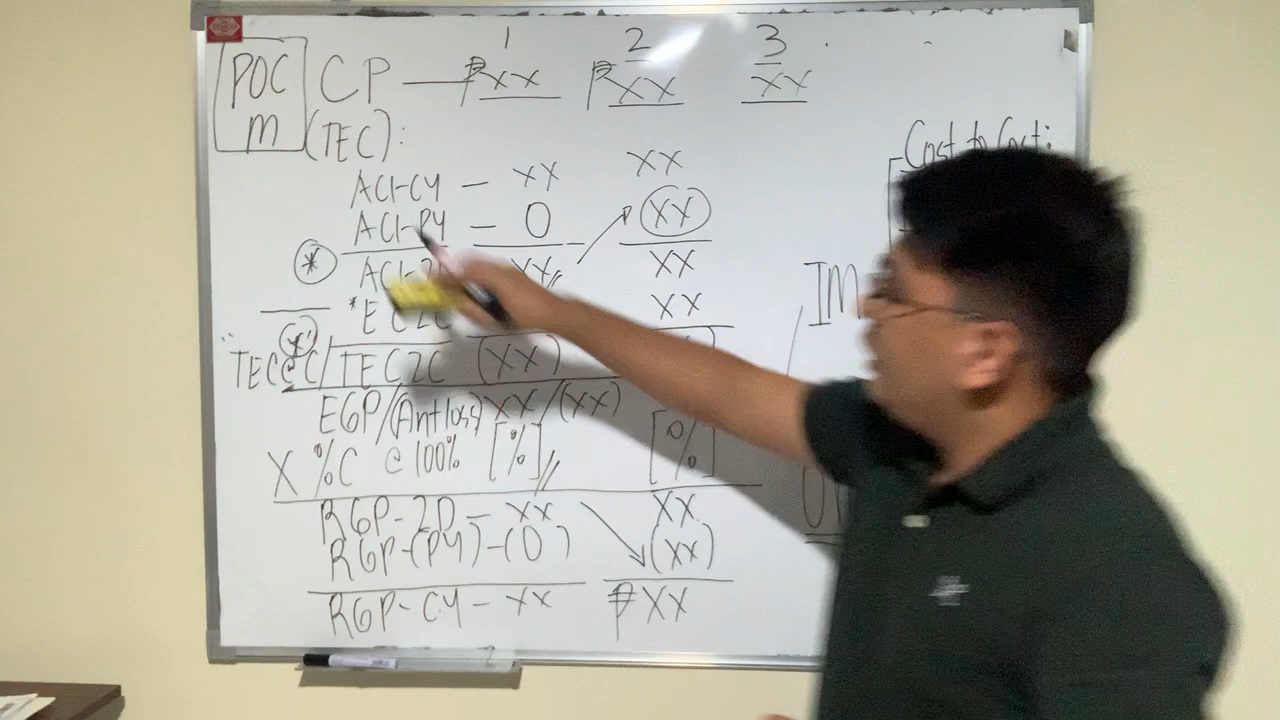 1 2 3
POC CP — ₱XX ₱XX XX
m (TEC):
Cost to Cost:
ACI-CY — XX XX
ACI-PY — 0 XX
* XX XX
IM
XX
TEC2C (XX)
EGP/(Ant loss) XX/(XX)
X %C @ 100% [%] [%]
RGP-2D — XX XX
RGP-(PY)-(0) (XX)
RGP-CY — XX ₱XX